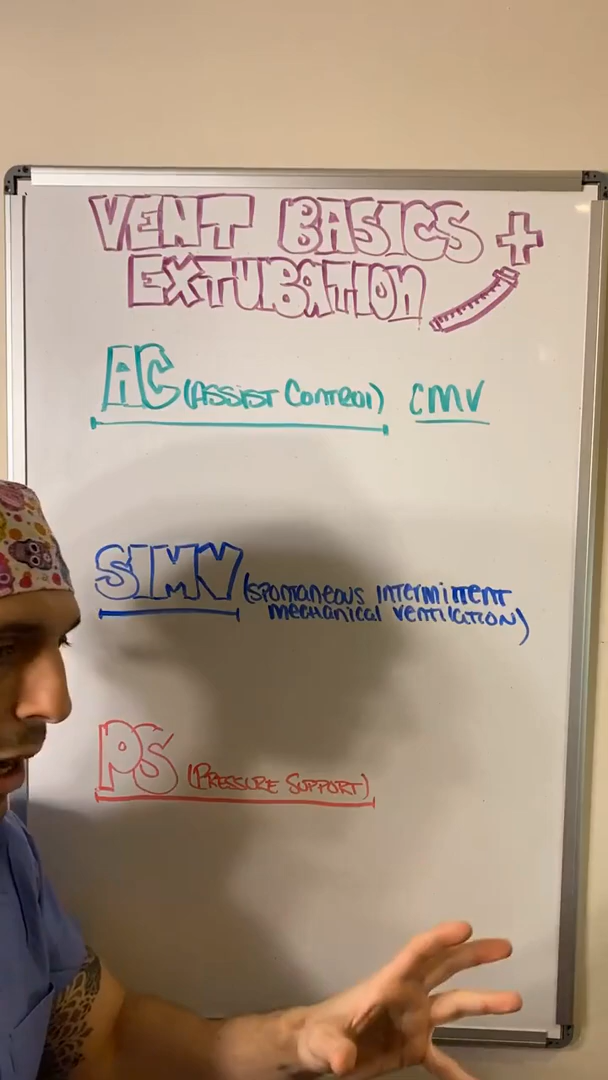 VENT BASICS +
EXTUBATION
AC (ASSIST CONTROL) CMV
SIMV (SPONTANEOUS INTERMITTENT
MECHANICAL VENTILATION)
PS (PRESSURE SUPPORT)